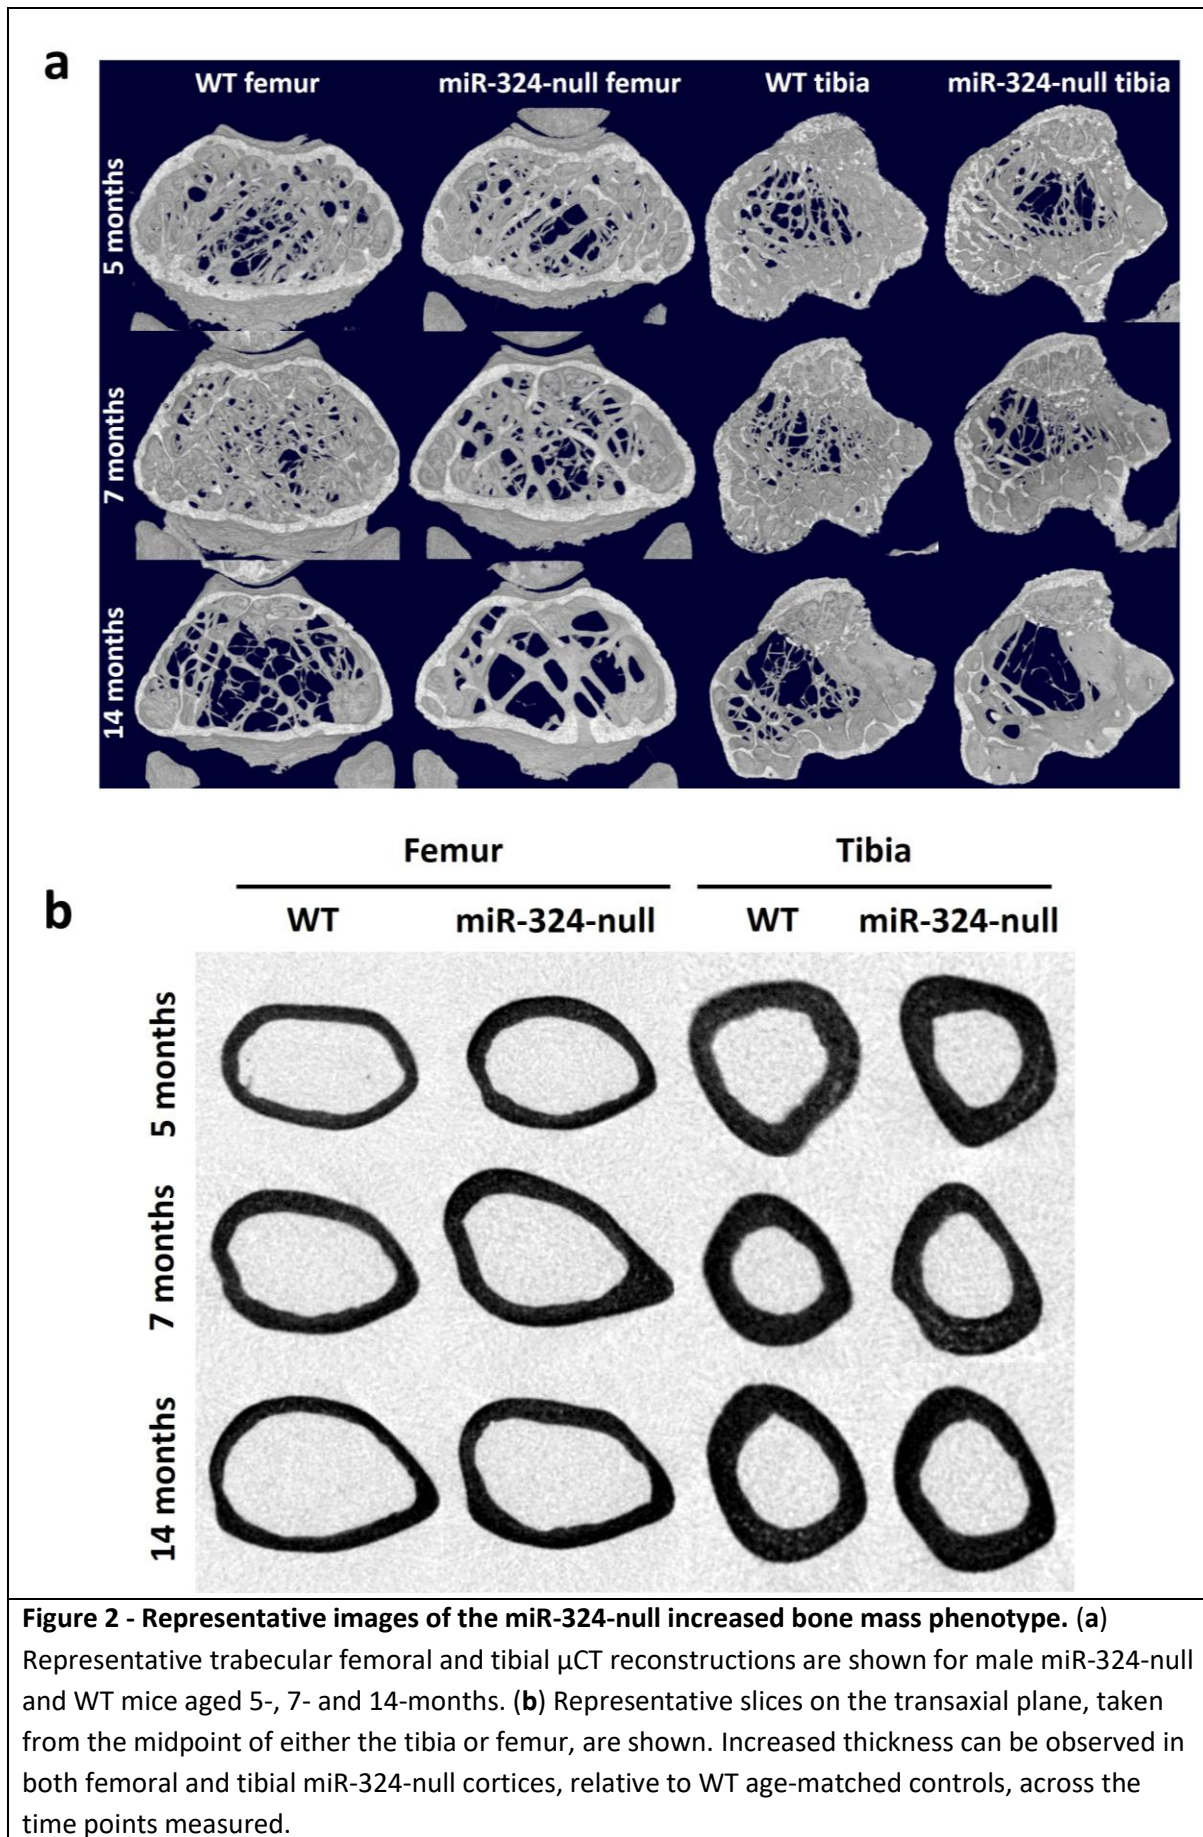 a
WT femur
miR-324-null femur
WT tibia
miR-324-null tibia
5 months
7 months
14 months
Femur
Tibia
b
WT
miR-324-null
WT
miR-324-null
5 months
7 months
14 months
Figure 2 - Representative images of the miR-324-null increased bone mass phenotype. (a)
Representative trabecular femoral and tibial µCT reconstructions are shown for male miR-324-null
and WT mice aged 5-, 7- and 14-months. (b) Representative slices on the transaxial plane, taken
from the midpoint of either the tibia or femur, are shown. Increased thickness can be observed in
both femoral and tibial miR-324-null cortices, relative to WT age-matched controls, across the
time points measured.